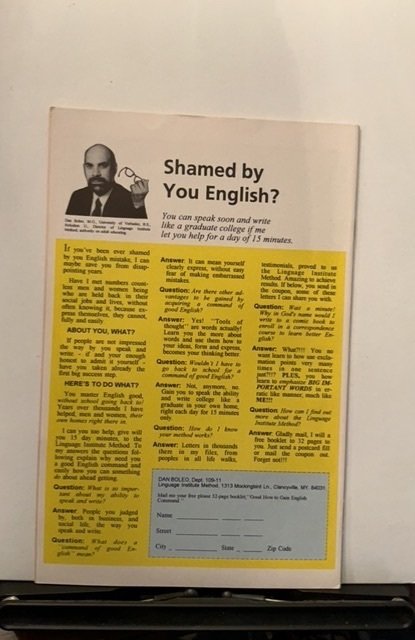 Shamed by
You English?
You can speak soon and write
like a graduate college if me
let you help for a day of 15 minutes.
Dan Boleo,
If you've been ever shamed
by you English mistake, I can
maybe save you from disap-
pointing years.
Have I met numbers count-
less men and women being
who are held back in their
social jobs and lives, without
often knowing it, because ex-
press themselves, they cannot,
fully and easily.
ABOUT YOU, WHAT?
If people are not impressed
the way by you speak and
write - if and your enough
honest to admit it yourself -
have you taken already the
first big success step.
HERE'S TO DO WHAT?
You master English good,
without school going back to!
Years over thousands I have
helped, men and women, their
own homes right there in.
I can you too help, give will
you 15 day minutes, to the
Linguage Institute Method. To
my answers the questions fol-
lowing explain why need you
a good English command and
easily how you can something
do about ahead getting.
Question: What is so impor-
tant about my ability to
speak and write?
Answer: People you judged
by, both in business, and
social life, the way you
speak and write.
Question: What does a
"command of good En-
glish" mean?
Answer: It can mean yourself
clearly express, without easy
fear of making embarrassed
mistakes.
Question: Are there other ad-
vantages to be gained by
acquiring a command of
good English?
Answer: Yes! "Tools of
thought" are words actually!
Learn you the more about
words and use them how to
your ideas, form and express,
becomes your thinking better.
Question: Wouldn't I have to
go back to school for a
command of good English?
Answer: Not, anymore, no.
Gain you to speak the ability
and write college like a
graduate in your own home,
right each day for 15 minutes
only.
Question: How do I know
your method works?
Answer: Letters in thousands
there in my files, from
peoples in all life walks,
testimonials, proved to us
the Linguage Institute
Method. Amazing to achieve
results. If below, you send in
the coupon, some of these
letters I can share you with.
Question: Was a minute!
Why in God's name would I
write to a comic book to
enroll in a correspondence
course to learn better En-
glish?
Answer: What???!! You no
want learn to how use excla-
mation points very many
times in one sentence
just??!!? PLUS, you how
learn to emphasize BIG IM-
PORTANT WORDS in er-
ratic like manner, much like
ME!!!
Question: How can I find out
more about the Linguage
Institute Method?
Answer: Gladly mail, I will a
free booklet to 32 pages to
you. Just send a postcard fill
or mail the coupon out.
Forget not!!!
DAN BOLEO, Dept. 109-11
Linguage Institute Method, 1313 Mockingbird Ln., Clancyville, MY. 84031
Mad me your free please 32-page booklet, "Good How to Gain English
Command."
Name
Street
City State Zip Code